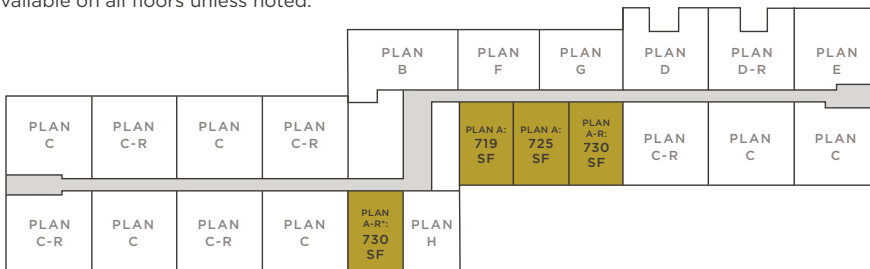 vailable on all floors unless noted.
PLAN
B
PLAN
F
PLAN
G
PLAN
D
PLAN
D-R
PLAN
E
PLAN
C
PLAN
C-R
PLAN
C
PLAN
C-R
PLAN A:
719
SF
PLAN A:
725
SF
PLAN
A-R:
730
SF
PLAN
C-R
PLAN
C
PLAN
C
PLAN
C-R
PLAN
C
PLAN
C-R
PLAN
C
PLAN
A-R*:
730
SF
PLAN
H